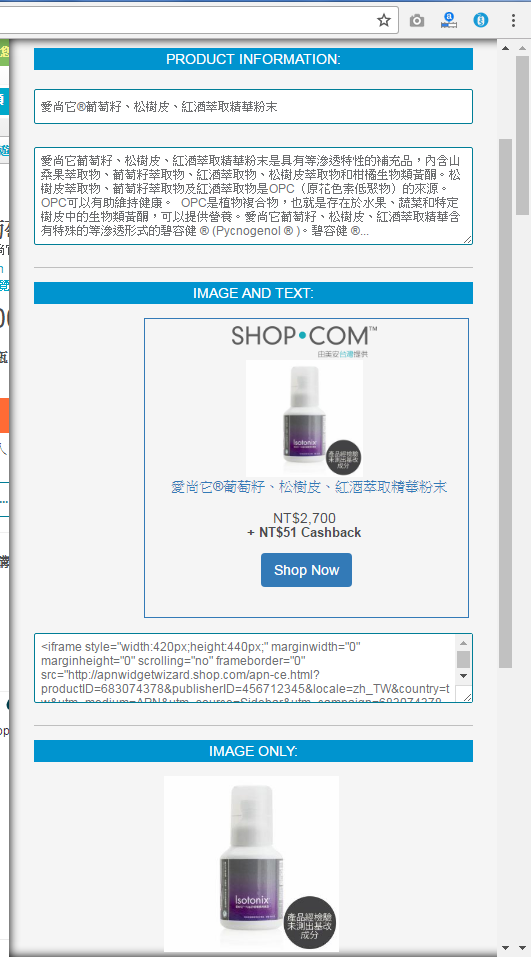 PRODUCT INFORMATION:
愛尚它®葡萄籽、松樹皮、紅酒萃取精華粉末
愛尚它葡萄籽、松樹皮、紅酒萃取精華粉末是具有等滲透特性的補充品，內含山
桑果萃取物、葡萄籽萃取物、紅酒萃取物、松樹皮萃取物和柑橘生物類黃酮。松
樹皮萃取物、葡萄籽萃取物及紅酒萃取物是OPC（原花色素低聚物）的來源。
OPC可以有助維持健康。 OPC是植物複合物，也就是存在於水果、蔬菜和特定
樹皮中的生物類黃酮，可以提供營養。愛尚它葡萄籽、松樹皮、紅酒萃取精華含
有特殊的等滲透形式的碧容健 ® (Pycnogenol ® )。碧容健 ®...
IMAGE AND TEXT:
SHOP•COM™
由美安台灣提供
isotonix
產品經檢驗
未測出基改
成分
愛尚它®葡萄籽、松樹皮、紅酒萃取精華粉末
NT$2,700
+ NT$51 Cashback
Shop Now
<iframe style="width:420px;height:440px;" marginwidth="0"
marginheight="0" scrolling="no" frameborder="0"
src="http://apnwidgetwizard.shop.com/apn-ce.html?
productID=683074378&publisherID=456712345&locale=zh_TW&country=t
w&utm_medium=APN&utm_source=Sidebar&utm_campaign=683074378
IMAGE ONLY:
isotonix
產品經檢驗
未測出基改
成分